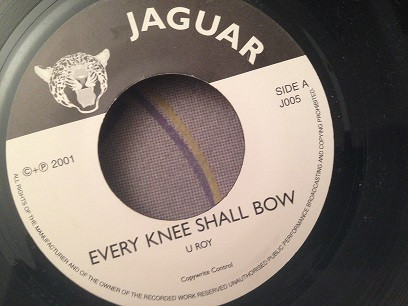 JAGUAR
SIDE A
J005
©+℗ 2001
EVERY KNEE SHALL BOW
U ROY
Copywrite Control
ALL RIGHTS OF THE MANUFACTURER AND OF THE OWNER OF THE RECORDED WORK RESERVED UNAUTHORISED PUBLIC PERFORMANCE, BROADCASTING AND COPYING PROHIBITED.